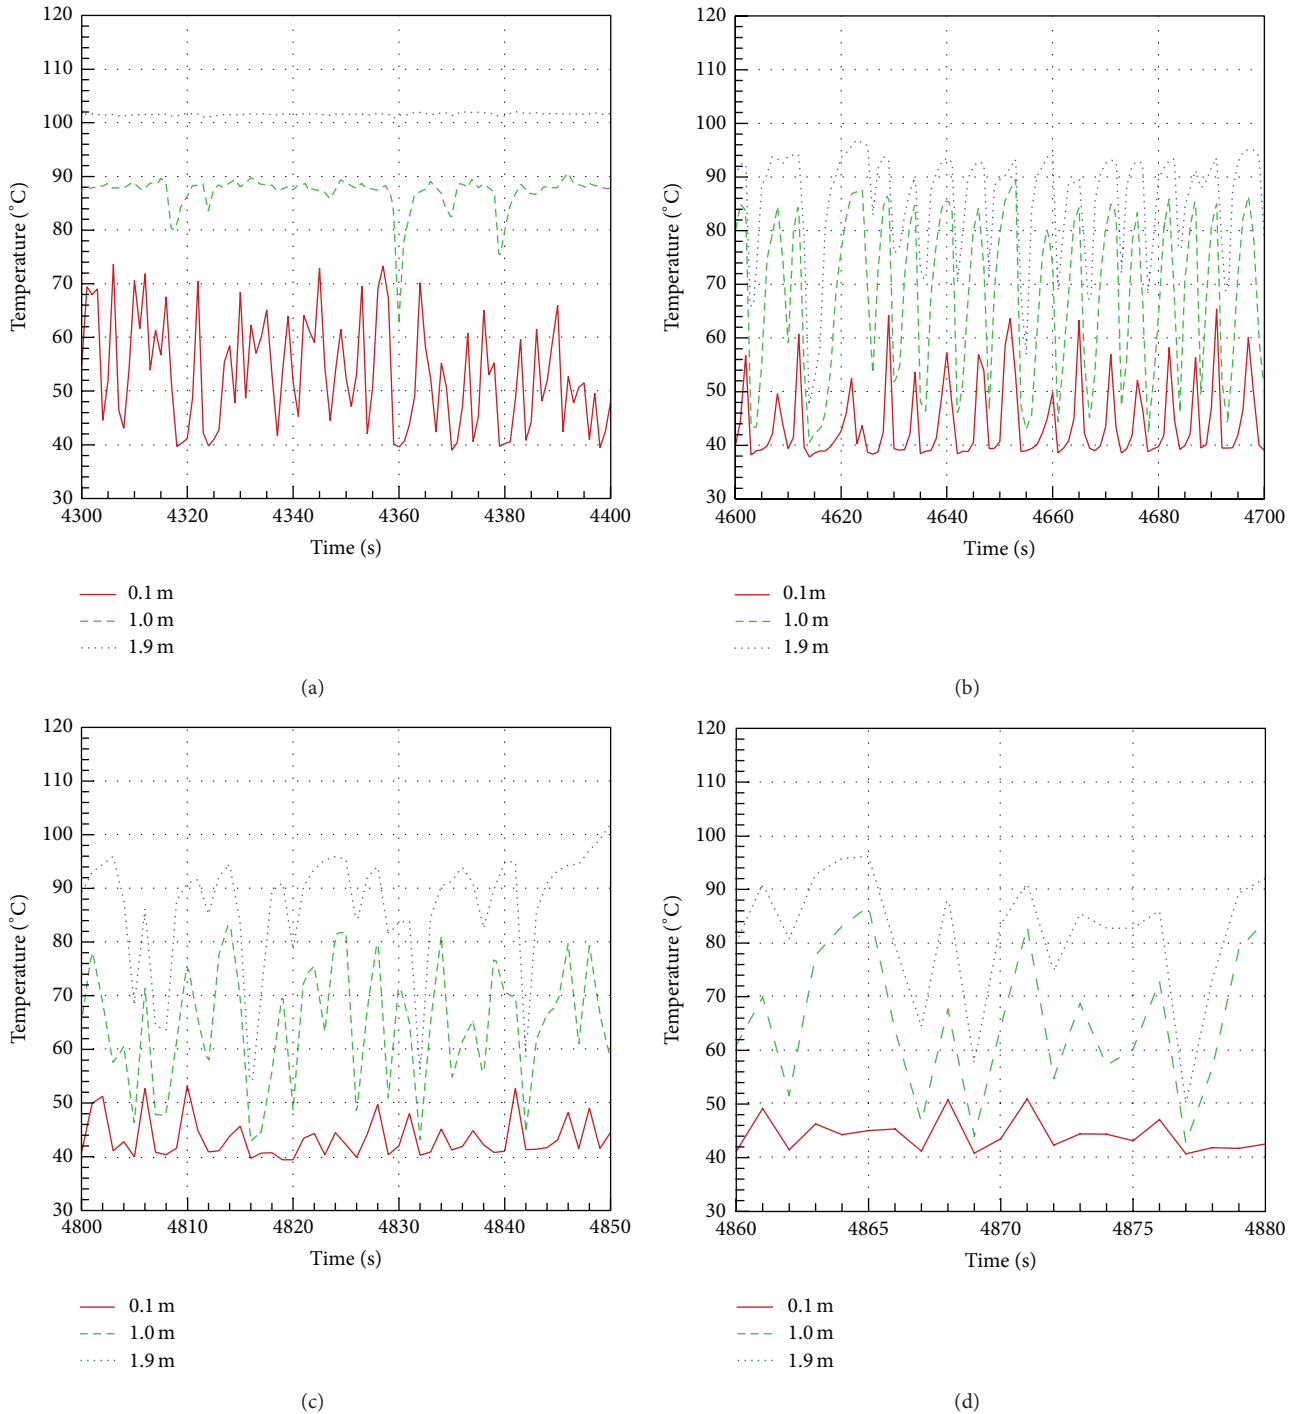 120
110
100
90
80
70
60
50
40
30
Temperature (°C)
4300 4320 4340 4360 4380 4400
Time (s)
0.1 m
1.0 m
1.9 m
(a)
120
110
100
90
80
70
60
50
40
30
Temperature (°C)
4600 4620 4640 4660 4680 4700
Time (s)
0.1 m
1.0 m
1.9 m
(b)
120
110
100
90
80
70
60
50
40
30
Temperature (°C)
4800 4810 4820 4830 4840 4850
Time (s)
0.1 m
1.0 m
1.9 m
(c)
120
110
100
90
80
70
60
50
40
30
Temperature (°C)
4860 4865 4870 4875 4880
Time (s)
0.1 m
1.0 m
1.9 m
(d)